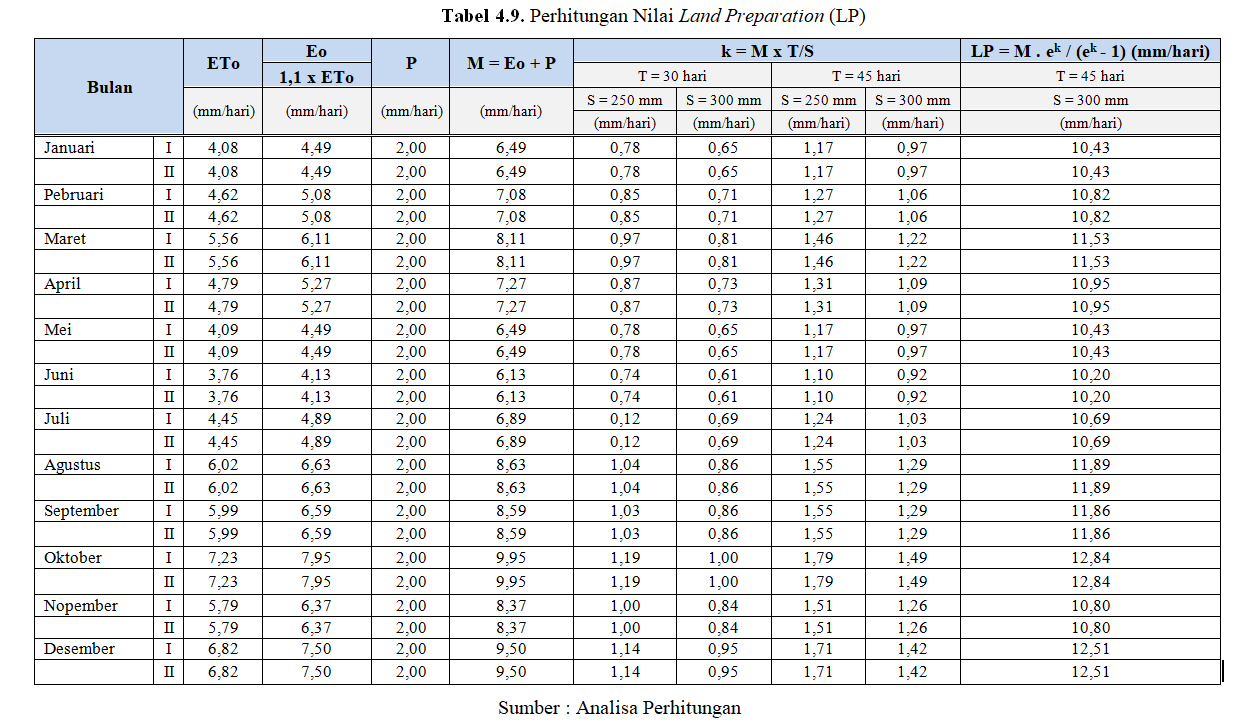 Tabel 4.9. Perhitungan Nilai Land Preparation (LP)
Bulan ETo Eo P M = Eo + P k = M x T/S LP = M . eᵏ / (eᵏ - 1) (mm/hari)
1,1 x ETo T = 30 hari T = 45 hari T = 45 hari
(mm/hari) (mm/hari) (mm/hari) (mm/hari) S = 250 mm S = 300 mm S = 250 mm S = 300 mm S = 300 mm
(mm/hari) (mm/hari) (mm/hari) (mm/hari) (mm/hari)
Januari I 4,08 4,49 2,00 6,49 0,78 0,65 1,17 0,97 10,43
II 4,08 4,49 2,00 6,49 0,78 0,65 1,17 0,97 10,43
Pebruari I 4,62 5,08 2,00 7,08 0,85 0,71 1,27 1,06 10,82
II 4,62 5,08 2,00 7,08 0,85 0,71 1,27 1,06 10,82
Maret I 5,56 6,11 2,00 8,11 0,97 0,81 1,46 1,22 11,53
II 5,56 6,11 2,00 8,11 0,97 0,81 1,46 1,22 11,53
April I 4,79 5,27 2,00 7,27 0,87 0,73 1,31 1,09 10,95
II 4,79 5,27 2,00 7,27 0,87 0,73 1,31 1,09 10,95
Mei I 4,09 4,49 2,00 6,49 0,78 0,65 1,17 0,97 10,43
II 4,09 4,49 2,00 6,49 0,78 0,65 1,17 0,97 10,43
Juni I 3,76 4,13 2,00 6,13 0,74 0,61 1,10 0,92 10,20
II 3,76 4,13 2,00 6,13 0,74 0,61 1,10 0,92 10,20
Juli I 4,45 4,89 2,00 6,89 0,12 0,69 1,24 1,03 10,69
II 4,45 4,89 2,00 6,89 0,12 0,69 1,24 1,03 10,69
Agustus I 6,02 6,63 2,00 8,63 1,04 0,86 1,55 1,29 11,89
II 6,02 6,63 2,00 8,63 1,04 0,86 1,55 1,29 11,89
September I 5,99 6,59 2,00 8,59 1,03 0,86 1,55 1,29 11,86
II 5,99 6,59 2,00 8,59 1,03 0,86 1,55 1,29 11,86
Oktober I 7,23 7,95 2,00 9,95 1,19 1,00 1,79 1,49 12,84
II 7,23 7,95 2,00 9,95 1,19 1,00 1,79 1,49 12,84
Nopember I 5,79 6,37 2,00 8,37 1,00 0,84 1,51 1,26 10,80
II 5,79 6,37 2,00 8,37 1,00 0,84 1,51 1,26 10,80
Desember I 6,82 7,50 2,00 9,50 1,14 0,95 1,71 1,42 12,51
II 6,82 7,50 2,00 9,50 1,14 0,95 1,71 1,42 12,51
Sumber : Analisa Perhitungan